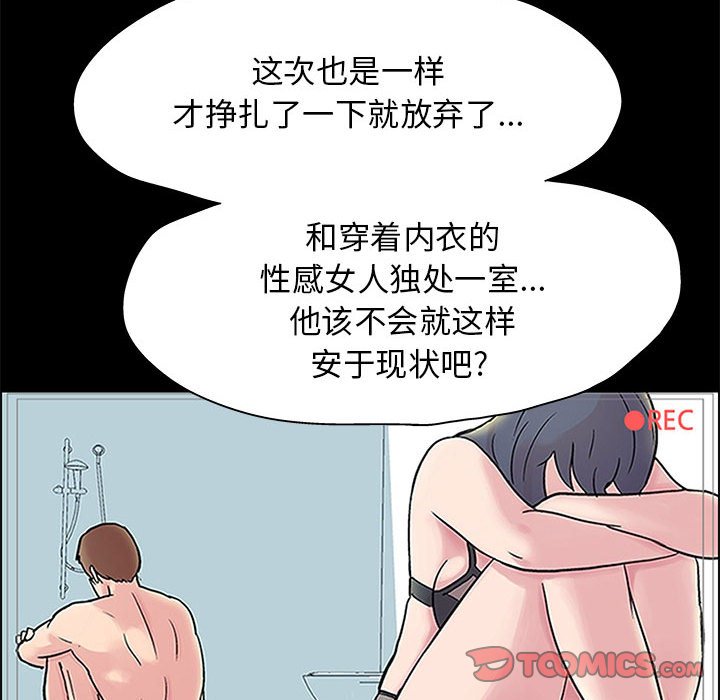 这次也是一样
才挣扎了一下就放弃了...
和穿着内衣的
性感女人独处一室...
他该不会就这样
安于现状吧?
REC
TOOMICS.COM